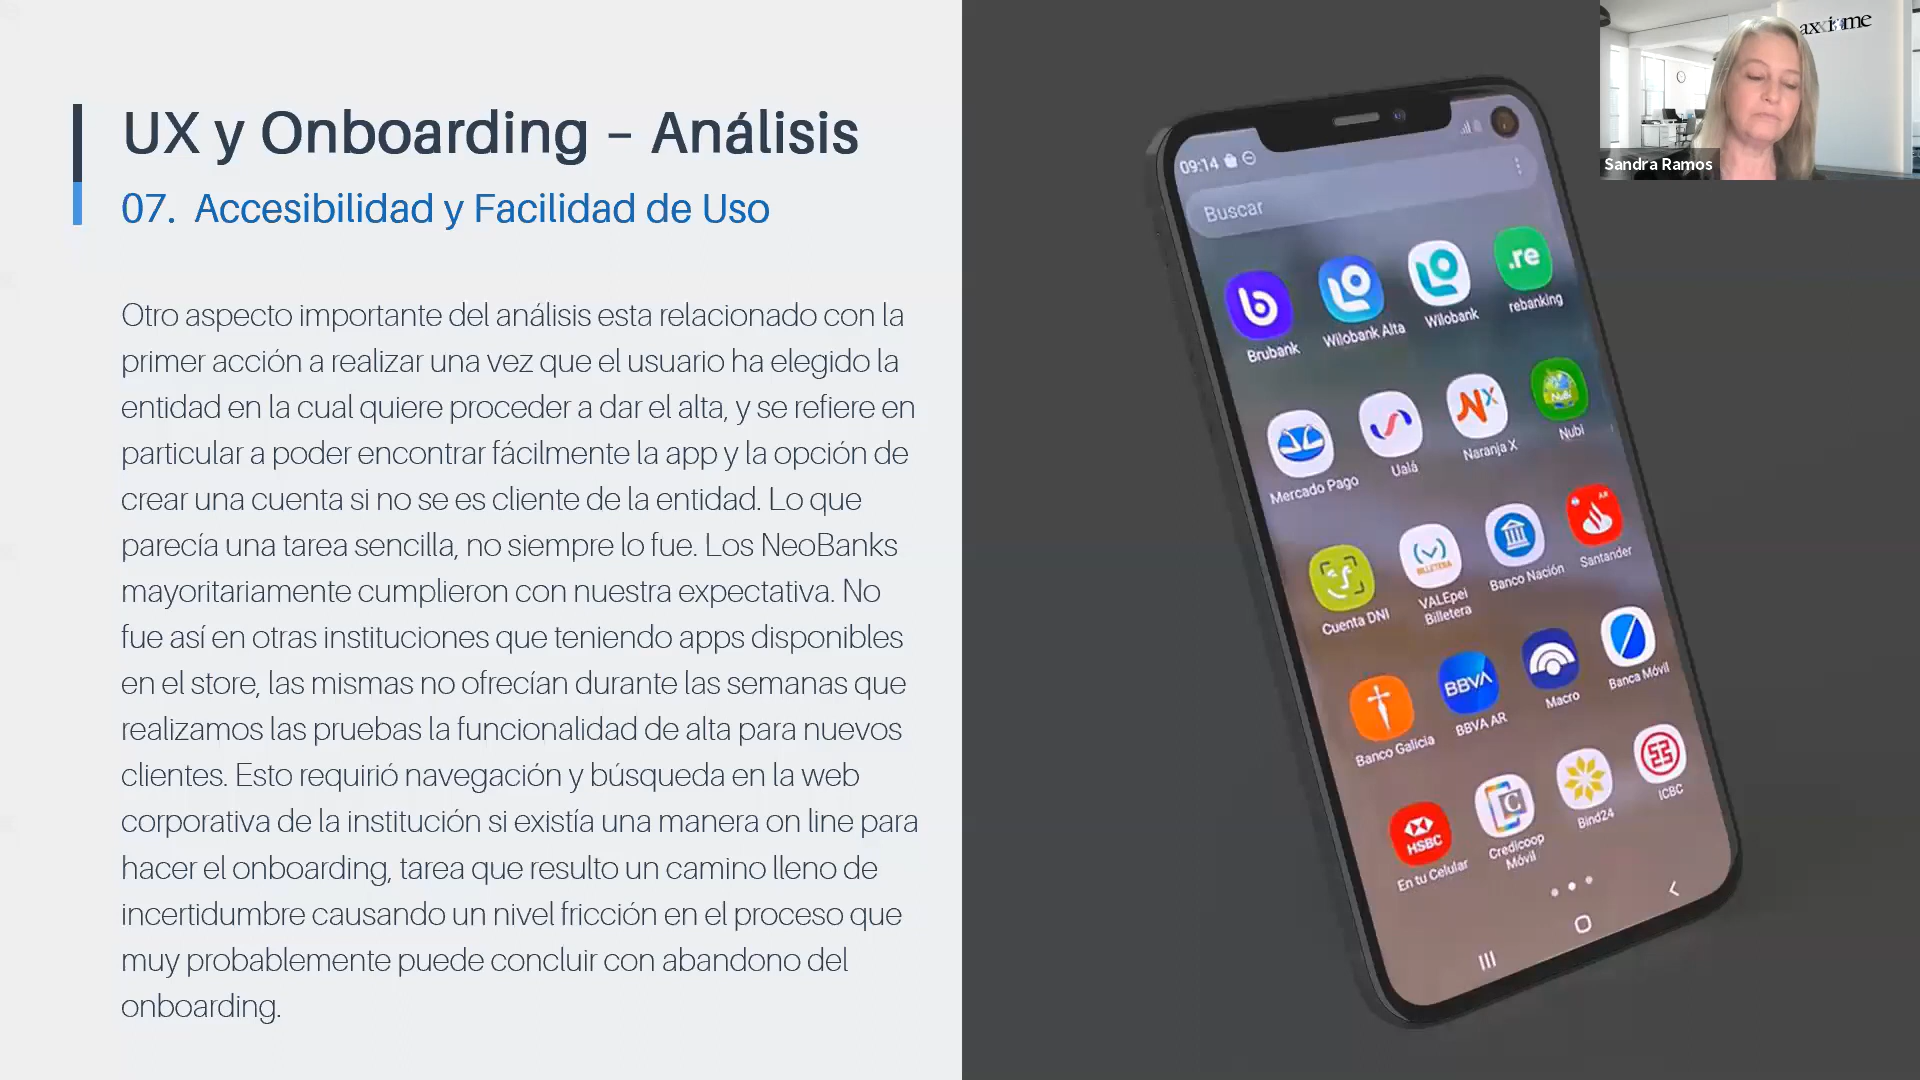 UX y Onboarding – Análisis
07. Accesibilidad y Facilidad de Uso
Otro aspecto importante del análisis esta relacionado con la
primer acción a realizar una vez que el usuario ha elegido la
entidad en la cual quiere proceder a dar el alta, y se refiere en
particular a poder encontrar fácilmente la app y la opción de
crear una cuenta si no se es cliente de la entidad. Lo que
parecía una tarea sencilla, no siempre lo fue. Los NeoBanks
mayoritariamente cumplieron con nuestra expectativa. No
fue así en otras instituciones que teniendo apps disponibles
en el store, las mismas no ofrecían durante las semanas que
realizamos las pruebas la funcionalidad de alta para nuevos
clientes. Esto requirió navegación y búsqueda en la web
corporativa de la institución si existía una manera on line para
hacer el onboarding, tarea que resulto un camino lleno de
incertidumbre causando un nivel fricción en el proceso que
muy probablemente puede concluir con abandono del
onboarding.
09:14
Buscar
b
.re
Brubank
Wilobank Alta
Wilobank
rebanking
NX
Nubi
Mercado Pago
Ualá
Naranja X
Nubi
BILLETERA
AR
Cuenta DNI
VALEpei
Billetera
Banco Nación
Santander
BBVA
Banco Galicia
BBVA AR
Macro
Banca Móvil
HSBC
C
En tu Celular
Credicoop
Móvil
Bind24
ICBC
axxiome
Sandra Ramos